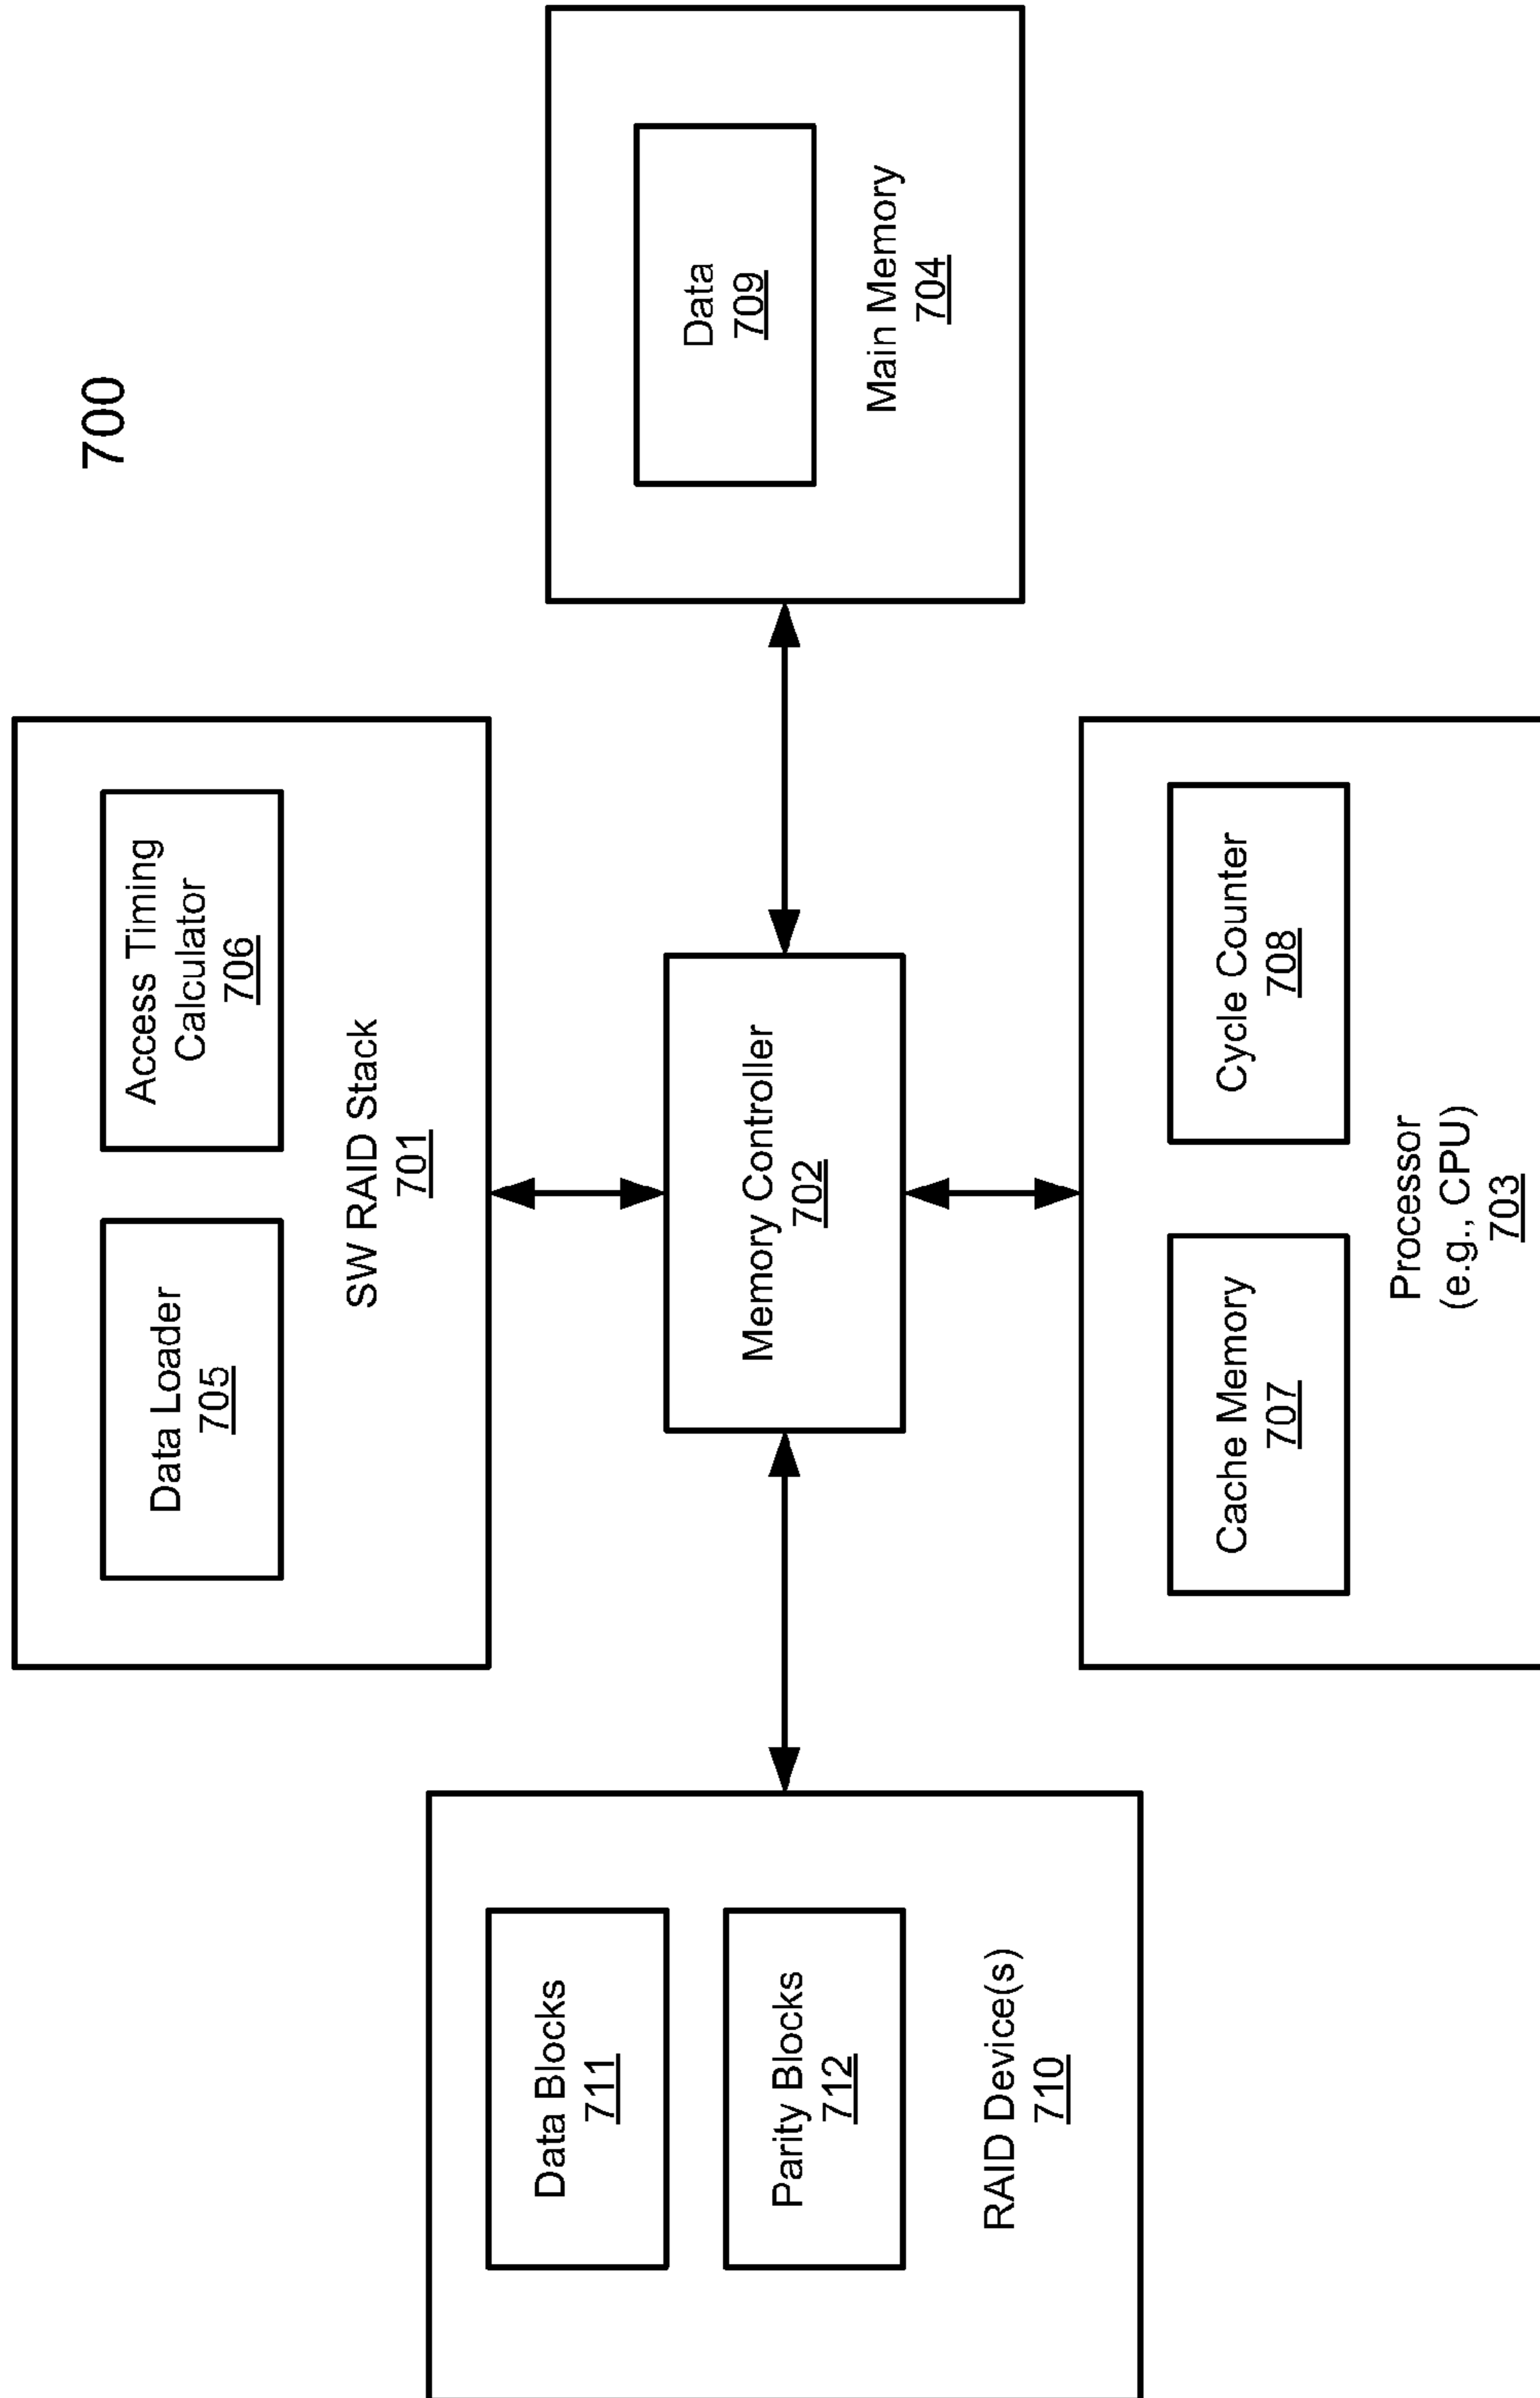 700
Data Loader
705
Access Timing
Calculator
706
SW RAID Stack
701
Data Blocks
711
Parity Blocks
712
RAID Device(s)
710
Memory Controller
702
Data
709
Main Memory
704
Cache Memory
707
Cycle Counter
708
Processor
(e.g., CPU)
703